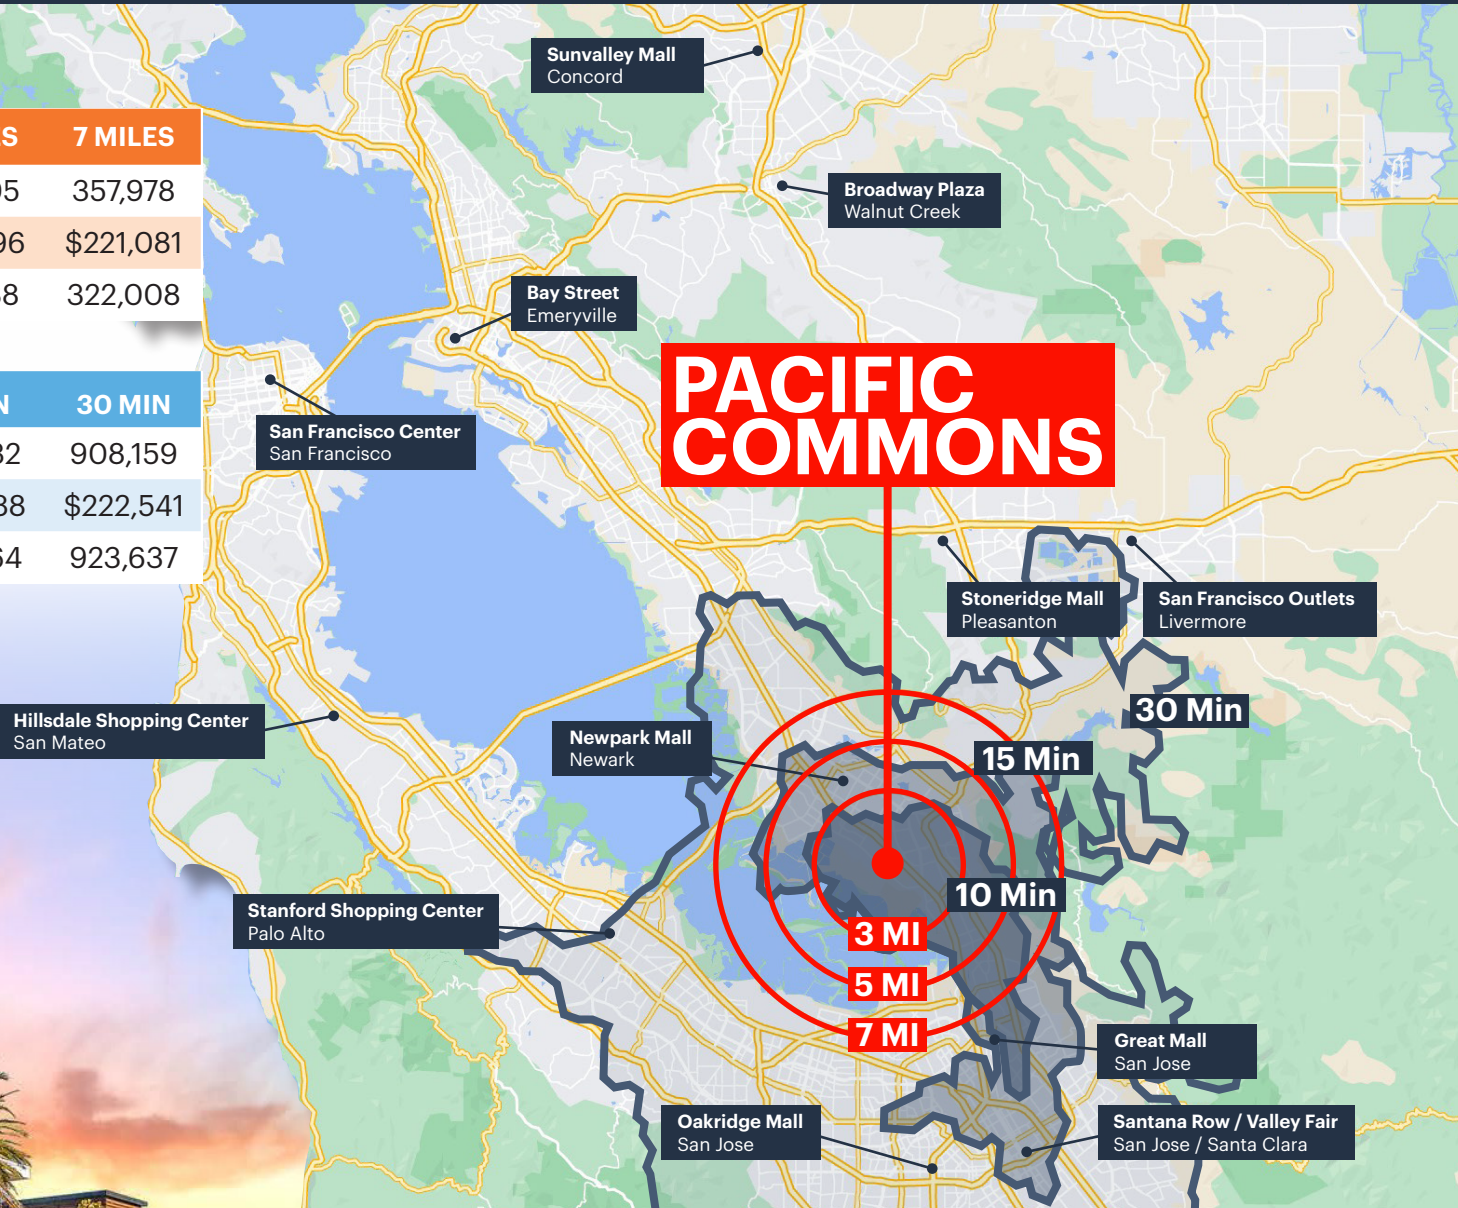 7 MILES
357,978
$221,081
322,008
30 MIN
908,159
$222,541
923,637
Sunvalley Mall
Concord
Broadway Plaza
Walnut Creek
Bay Street
Emeryville
PACIFIC
COMMONS
San Francisco Center
San Francisco
Stoneridge Mall
Pleasanton
San Francisco Outlets
Livermore
Hillsdale Shopping Center
San Mateo
30 Min
Newpark Mall
Newark
15 Min
10 Min
Stanford Shopping Center
Palo Alto
3 MI
5 MI
7 MI
Great Mall
San Jose
Oakridge Mall
San Jose
Santana Row / Valley Fair
San Jose / Santa Clara